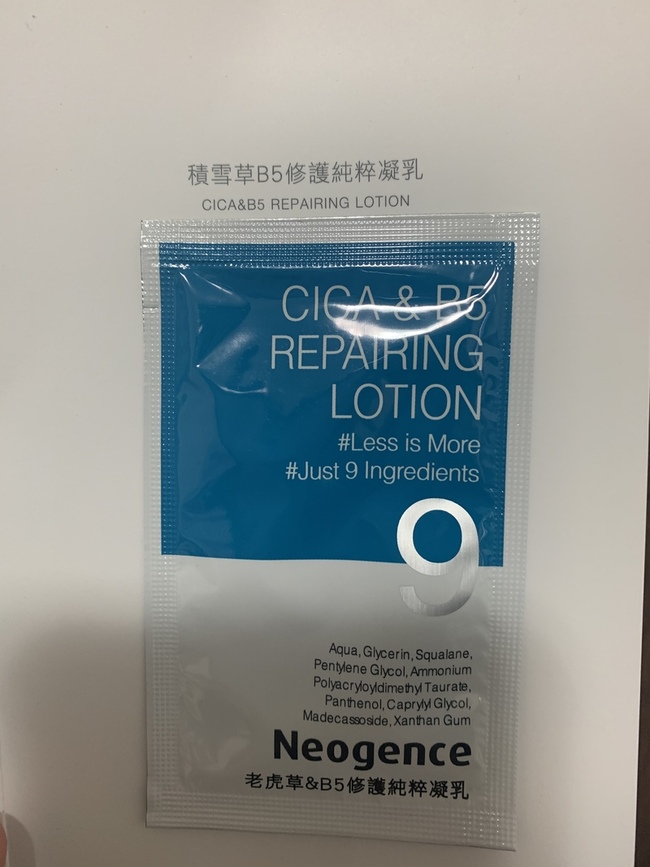 積雪草B5修護純粹凝乳
CICA&B5 REPAIRING LOTION
CICA & B5
REPAIRING
LOTION
#Less is More
#Just 9 Ingredients
9
Aqua, Glycerin, Squalane,
Pentylene Glycol, Ammonium
Polyacryloyldimethyl Taurate,
Panthenol, Caprylyl Glycol,
Madecassoside, Xanthan Gum
Neogence
老虎草&B5修護純粹凝乳